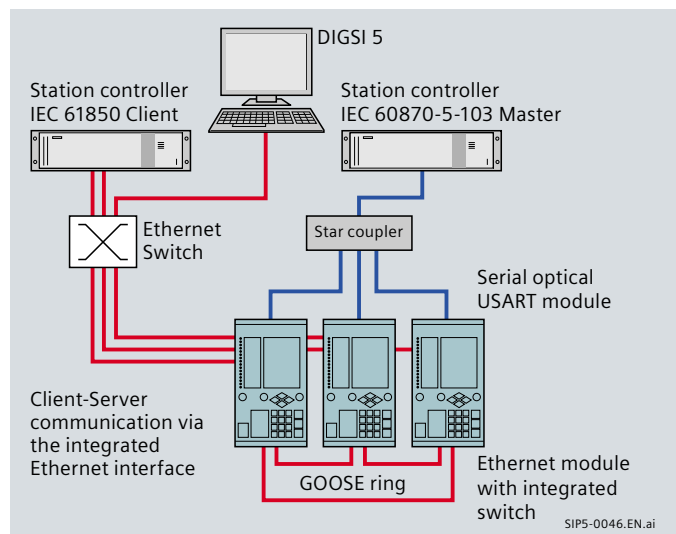 DIGSI 5
Station controller
IEC 61850 Client
Station controller
IEC 60870-5-103 Master
Ethernet
Switch
Star coupler
Serial optical
USART module
Client-Server
communication via
the integrated
Ethernet interface
GOOSE ring
Ethernet module
with integrated
switch
SIP5-0046.EN.ai